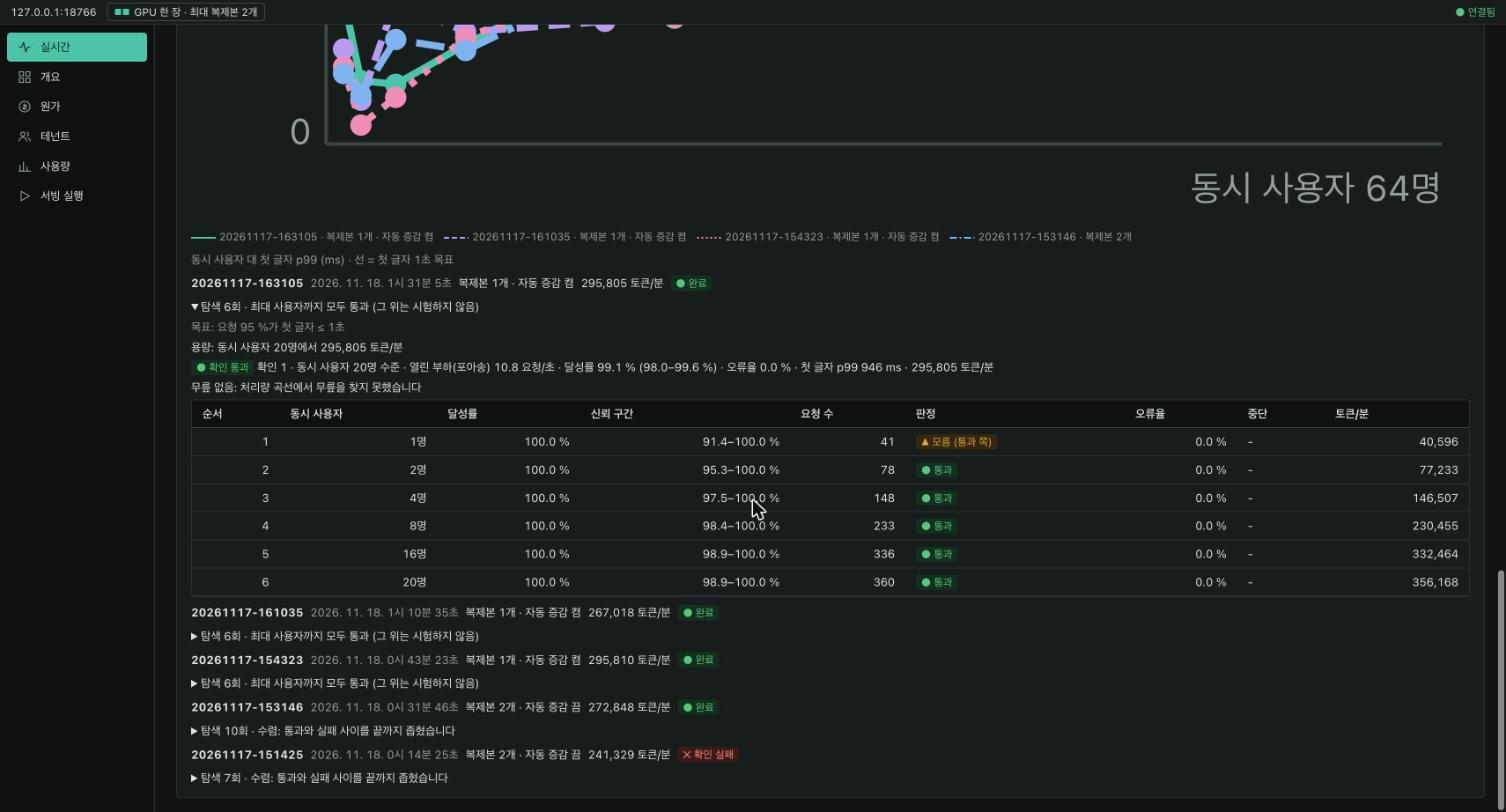 127.0.0.1:18766 GPU 한 장 · 최대 복제본 2개 연결됨
실시간
개요
원가
테넌트
사용량
서빙 실행
0
동시 사용자 64명
20261117-163105 · 복제본 1개 · 자동 증감 켬 20261117-161035 · 복제본 1개 · 자동 증감 켬 20261117-154323 · 복제본 1개 · 자동 증감 켬 20261117-153146 · 복제본 2개
동시 사용자 대 첫 글자 p99 (ms) · 선 = 첫 글자 1초 목표
20261117-163105 2026. 11. 18. 1시 31분 5초 복제본 1개 · 자동 증감 켬 295,805 토큰/분 완료
▼탐색 6회 · 최대 사용자까지 모두 통과 (그 위는 시험하지 않음)
목표: 요청 95 %가 첫 글자 ≤ 1초
용량: 동시 사용자 20명에서 295,805 토큰/분
확인 통과 확인 1 · 동시 사용자 20명 수준 · 열린 부하(포아송) 10.8 요청/초 · 달성률 99.1 % (98.0–99.6 %) · 오류율 0.0 % · 첫 글자 p99 946 ms · 295,805 토큰/분
무릎 없음: 처리량 곡선에서 무릎을 찾지 못했습니다
순서 동시 사용자 달성률 신뢰 구간 요청 수 판정 오류율 중단 토큰/분
1 1명 100.0 % 91.4–100.0 % 41 ▲ 모름 (통과 쪽) 0.0 % - 40,596
2 2명 100.0 % 95.3–100.0 % 78 통과 0.0 % - 77,233
3 4명 100.0 % 97.5–100.0 % 148 통과 0.0 % - 146,507
4 8명 100.0 % 98.4–100.0 % 233 통과 0.0 % - 230,455
5 16명 100.0 % 98.9–100.0 % 336 통과 0.0 % - 332,464
6 20명 100.0 % 98.9–100.0 % 360 통과 0.0 % - 356,168
20261117-161035 2026. 11. 18. 1시 10분 35초 복제본 1개 · 자동 증감 켬 267,018 토큰/분 완료
▶탐색 6회 · 최대 사용자까지 모두 통과 (그 위는 시험하지 않음)
20261117-154323 2026. 11. 18. 0시 43분 23초 복제본 1개 · 자동 증감 켬 295,810 토큰/분 완료
▶탐색 6회 · 최대 사용자까지 모두 통과 (그 위는 시험하지 않음)
20261117-153146 2026. 11. 18. 0시 31분 46초 복제본 2개 · 자동 증감 끔 272,848 토큰/분 완료
▶탐색 10회 · 수렴: 통과와 실패 사이를 끝까지 좁혔습니다
20261117-151425 2026. 11. 18. 0시 14분 25초 복제본 2개 · 자동 증감 끔 241,329 토큰/분 확인 실패
▶탐색 7회 · 수렴: 통과와 실패 사이를 끝까지 좁혔습니다